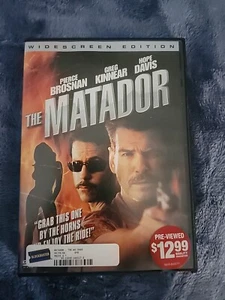 WIDESCREEN EDITION
PIERCE BROSNAN
GREG KINNEAR
HOPE DAVIS
THE MATADOR
"GRAB THIS ONE
BY THE HORNS
ENJOY THE RIDE!"
PRE-VIEWED
$12.99